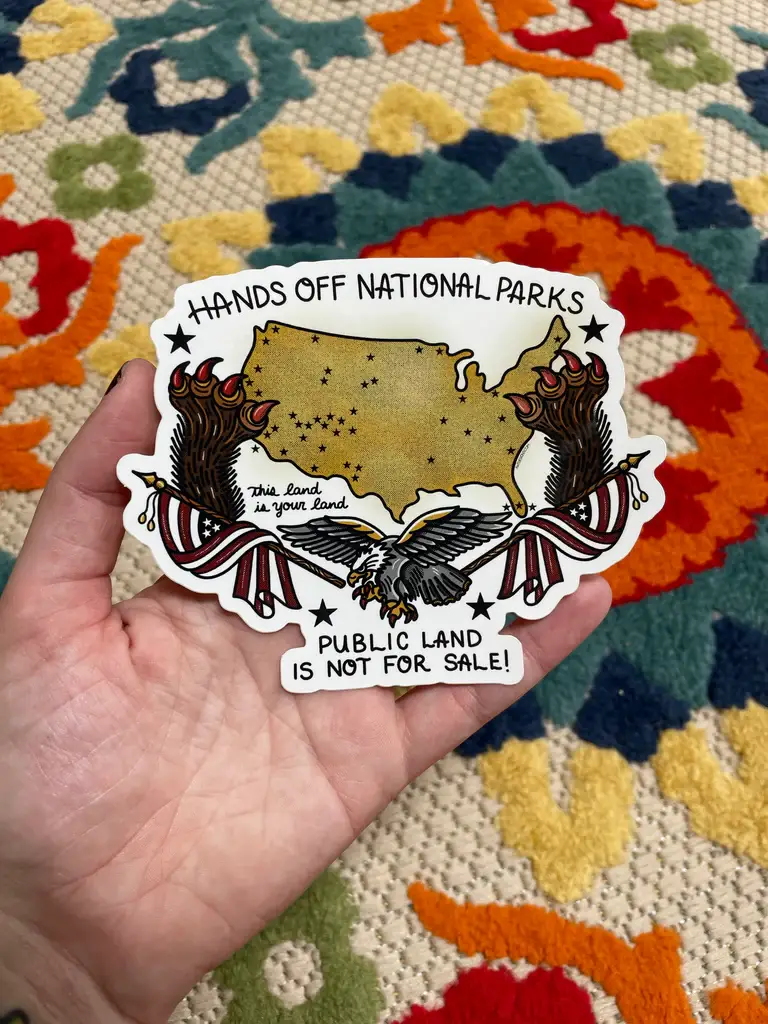 HANDS OFF NATIONAL PARKS
this land
is your land
PUBLIC LAND
IS NOT FOR SALE!